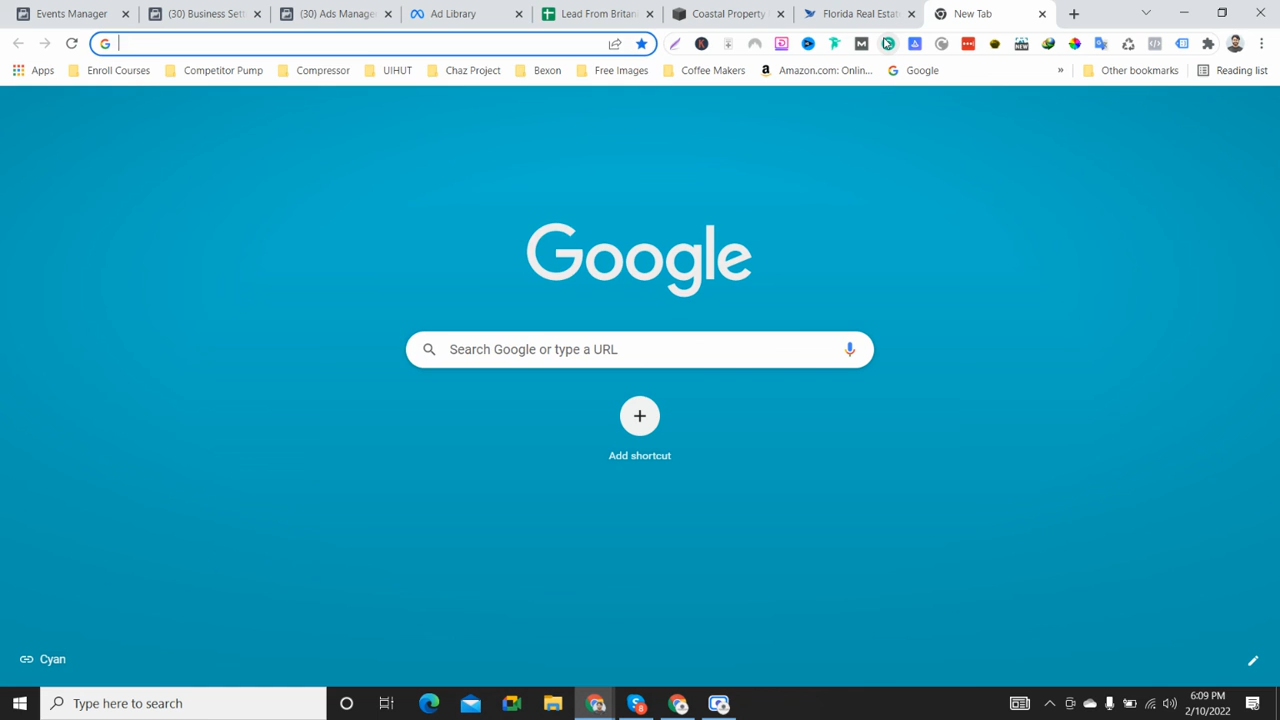 Events Manager
(30) Business Sett
(30) Ads Manage
Ad Library
Lead From Britan
Coastal Property
Florida Real Estate
New Tab
Apps
Enroll Courses
Competitor Pump
Compressor
UIHUT
Chaz Project
Bexon
Free Images
Coffee Makers
Amazon.com: Onlin...
Google
»
Other bookmarks
Reading list
Google
Search Google or type a URL
Add shortcut
Cyan
Type here to search
6:09 PM
2/10/2022